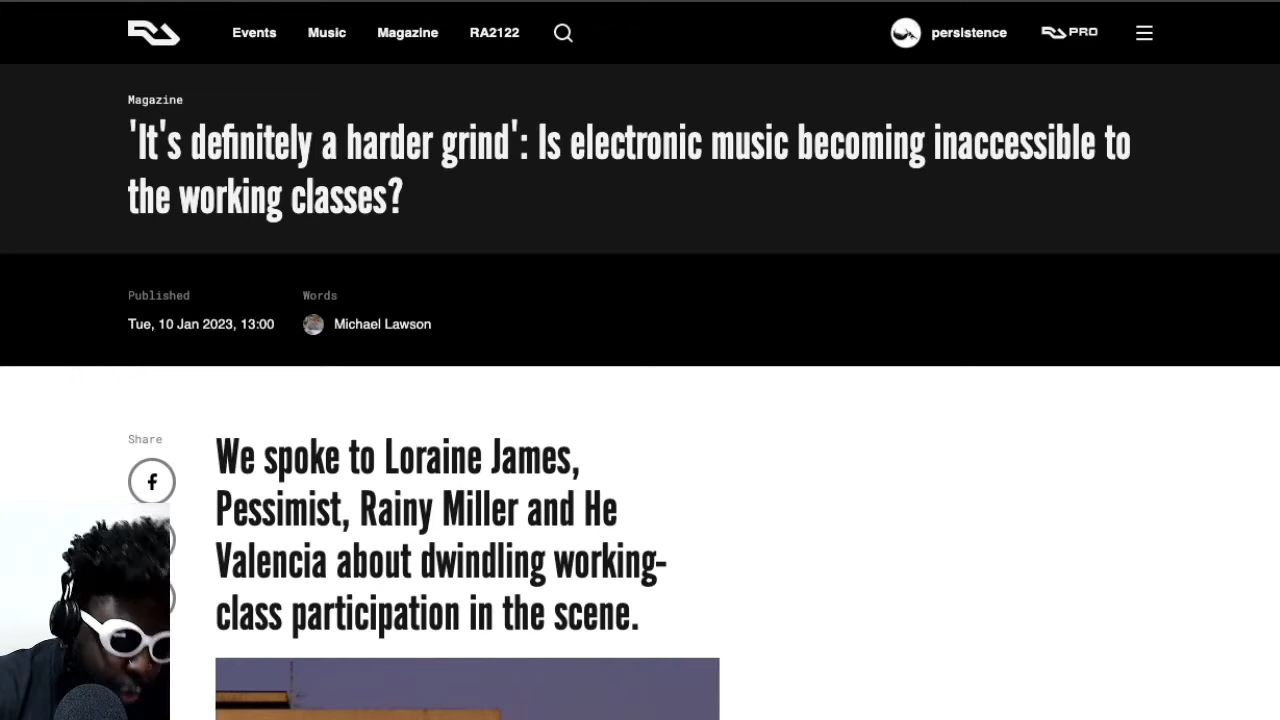 Events Music Magazine RA2122 persistence PRO
Magazine
'It's definitely a harder grind': Is electronic music becoming inaccessible to
the working classes?
Published Words
Tue, 10 Jan 2023, 13:00 Michael Lawson
Share
We spoke to Loraine James,
Pessimist, Rainy Miller and He
Valencia about dwindling working-
class participation in the scene.